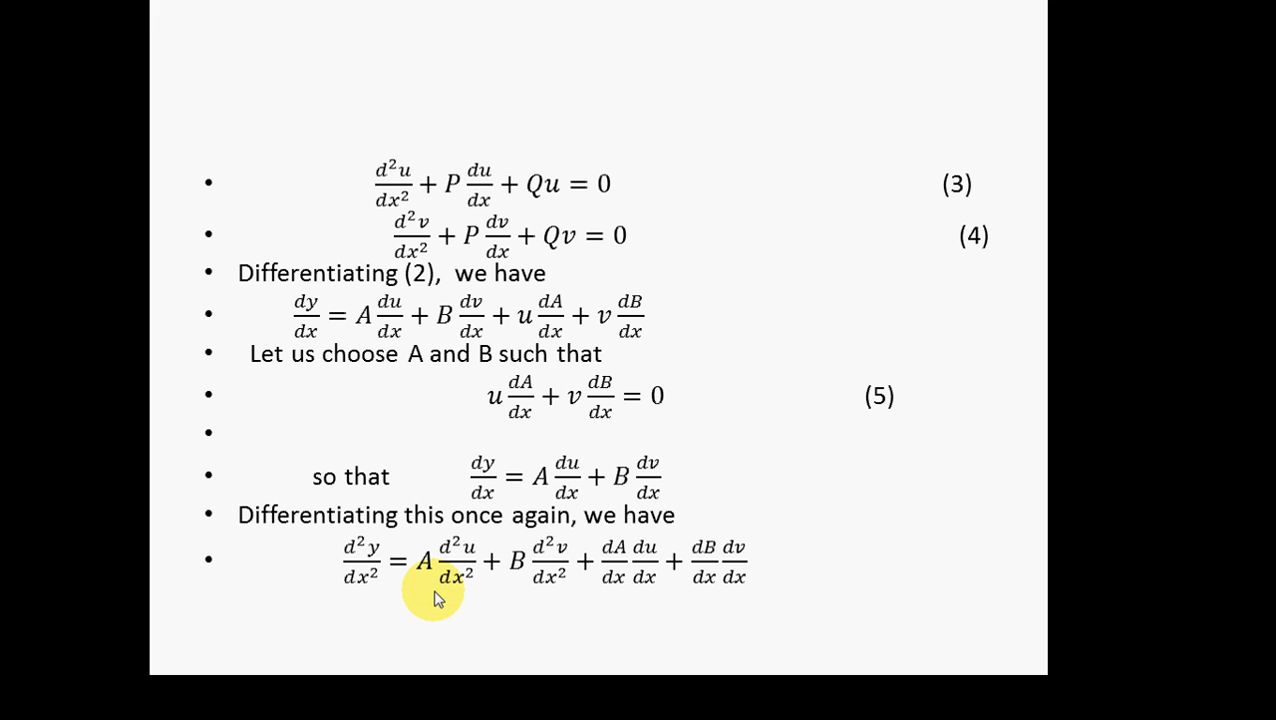 • d²u/dx² + P du/dx + Qu = 0 (3)
• d²v/dx² + P dv/dx + Qv = 0 (4)
• Differentiating (2), we have
• dy/dx = A du/dx + B dv/dx + u dA/dx + v dB/dx
• Let us choose A and B such that
• u dA/dx + v dB/dx = 0 (5)
•
• so that dy/dx = A du/dx + B dv/dx
• Differentiating this once again, we have
• d²y/dx² = A d²u/dx² + B d²v/dx² + dA/dx du/dx + dB/dx dv/dx